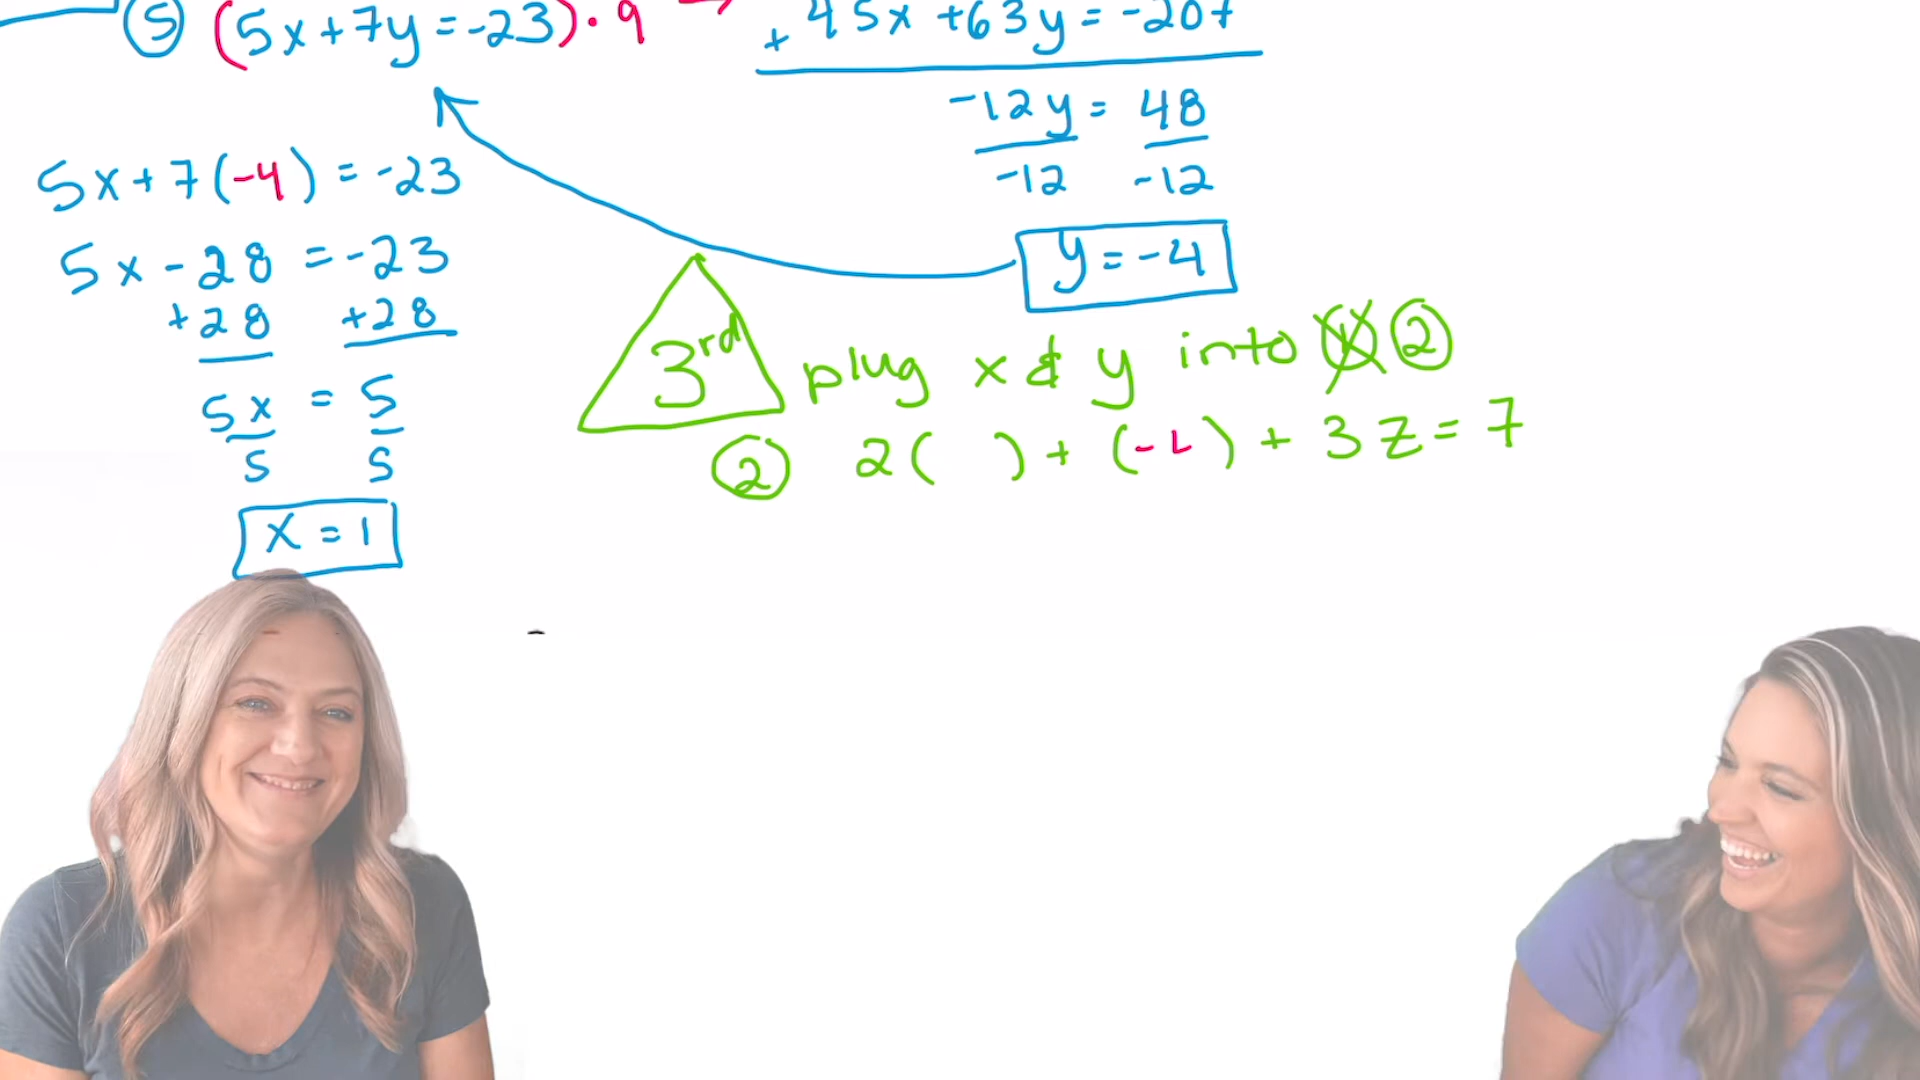 ⑤ (5x+7y=-23)·9 →
+ 45x +63y = -207
-12y = 48
-12 -12
y = -4
5x+7(-4) = -23
5x - 28 = -23
+28 +28
5x = 5
5 5
x = 1
3rd plug x & y into ②
② 2( ) + (-L) + 3z = 7